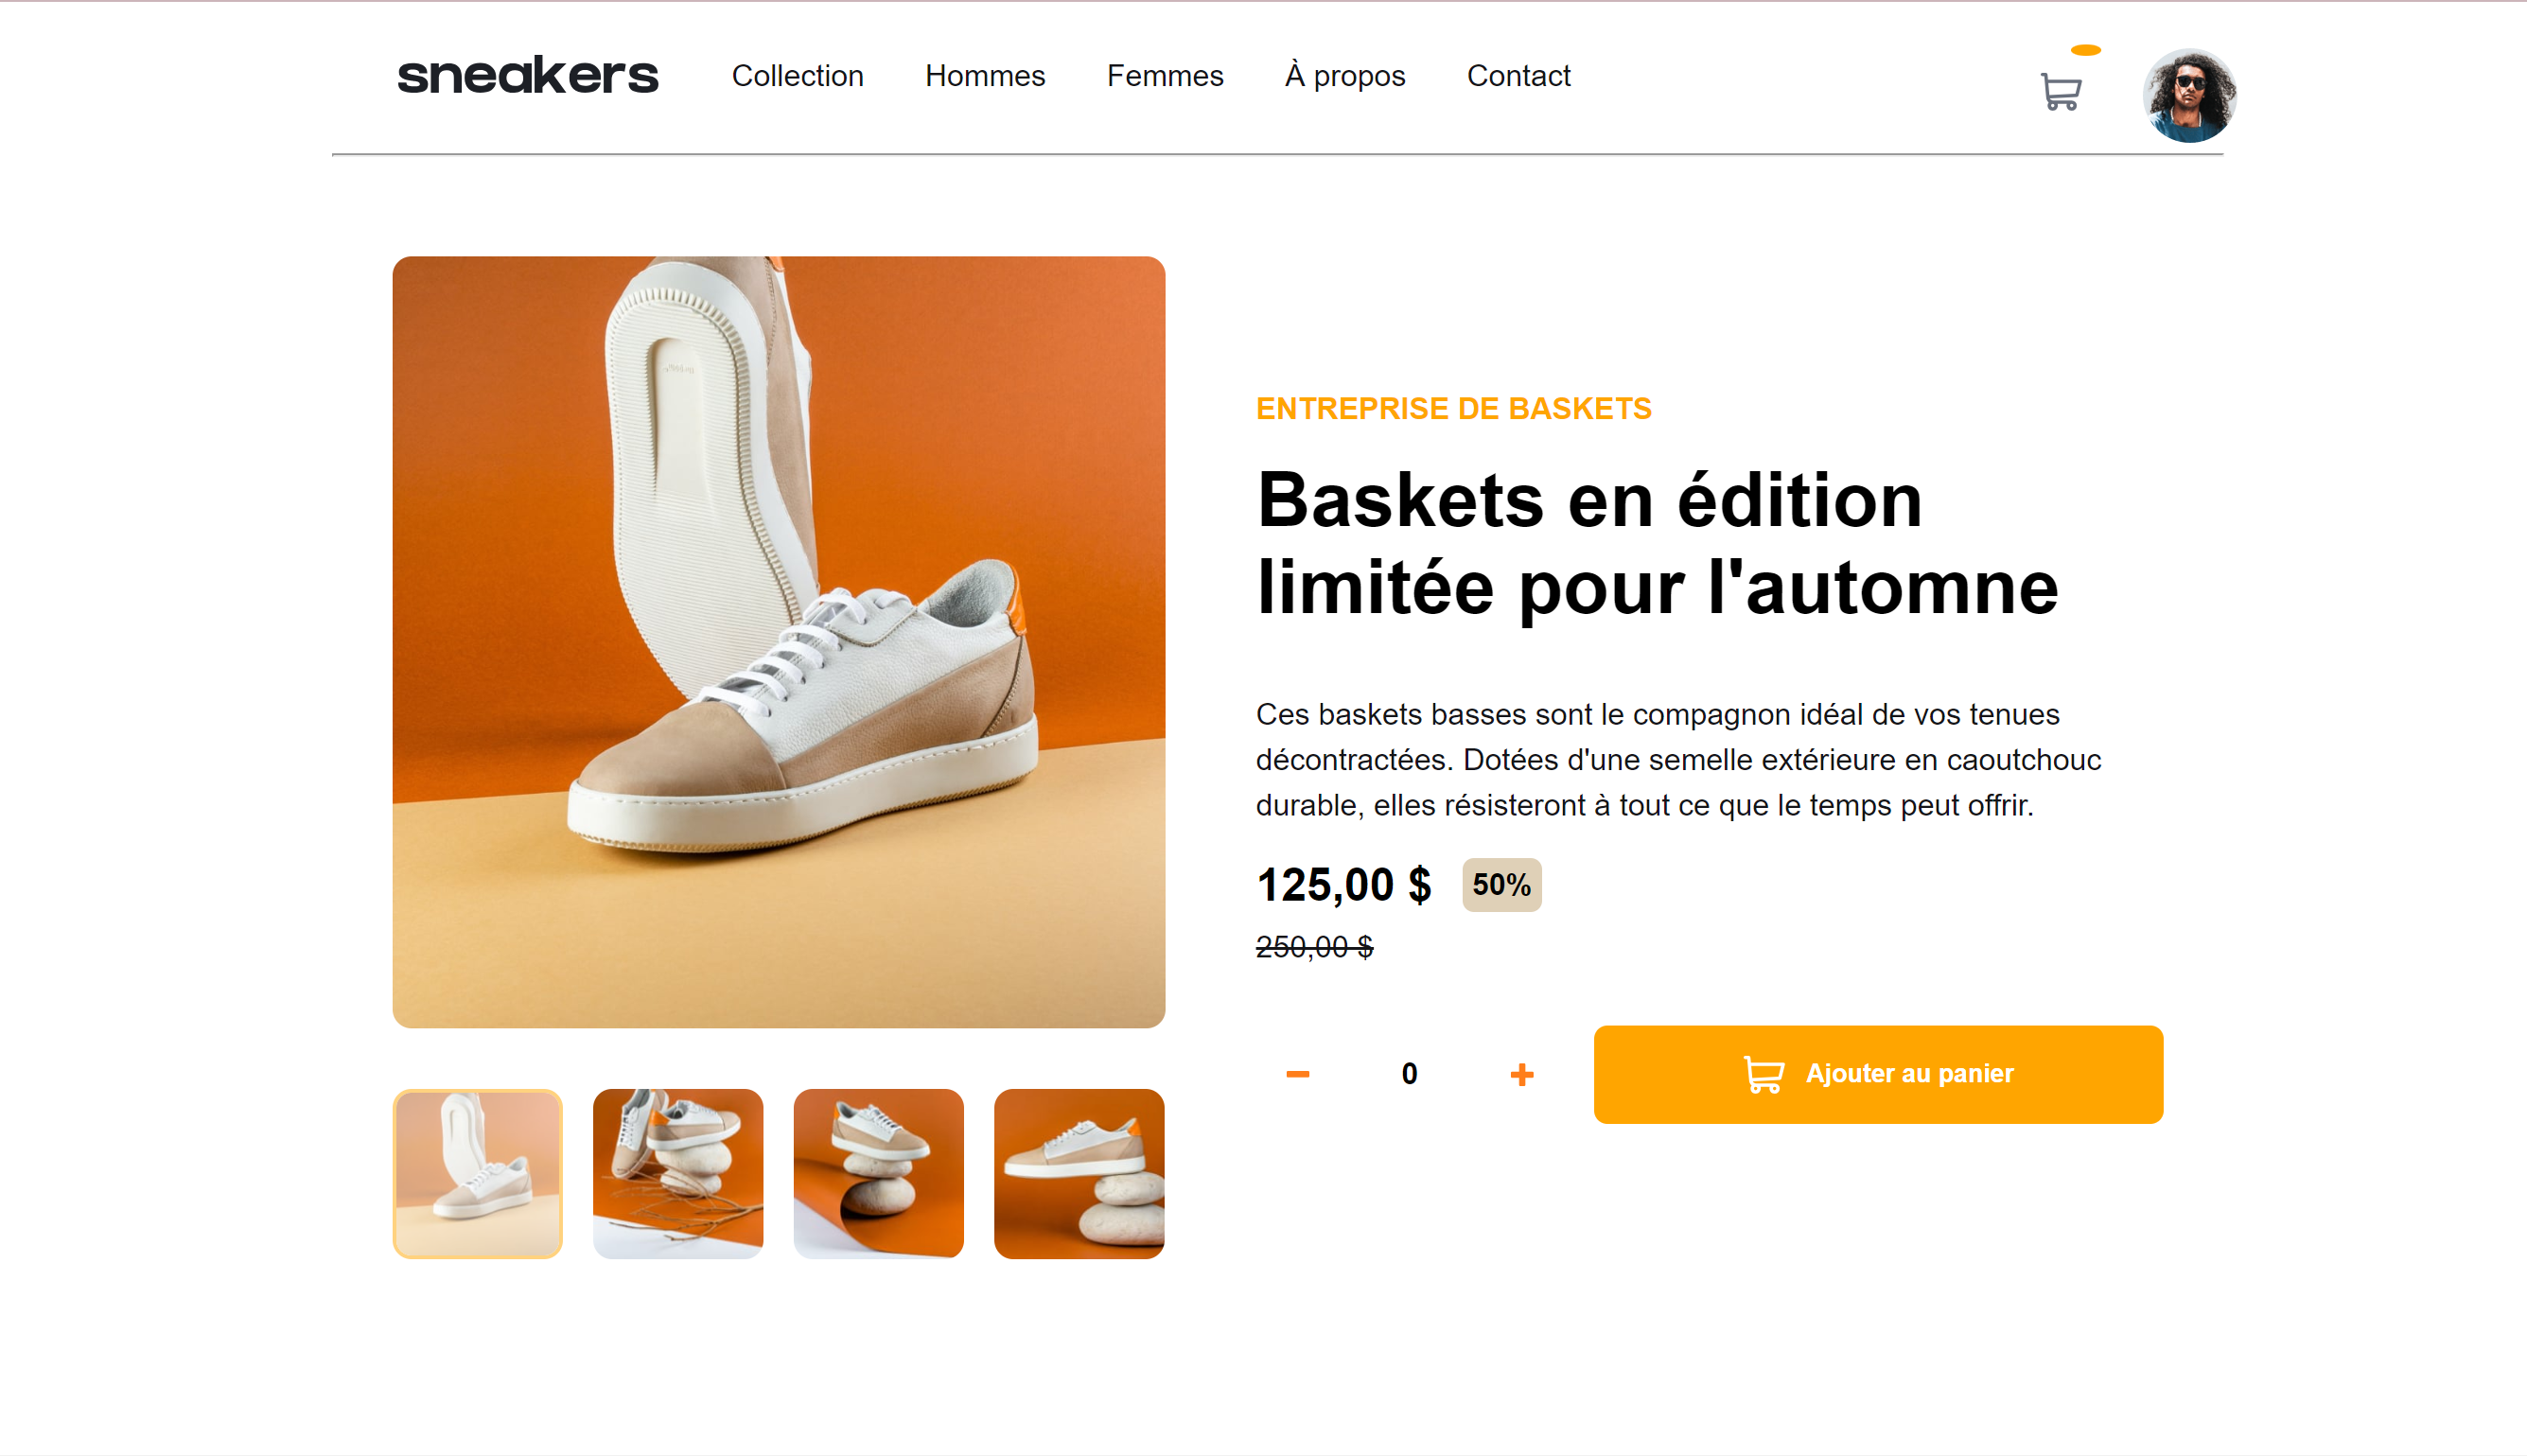 sneakers Collection Hommes Femmes À propos Contact
ENTREPRISE DE BASKETS
Baskets en édition
limitée pour l'automne
Ces baskets basses sont le compagnon idéal de vos tenues
décontractées. Dotées d'une semelle extérieure en caoutchouc
durable, elles résisteront à tout ce que le temps peut offrir.
125,00 $ 50%
250,00 $
0 Ajouter au panier